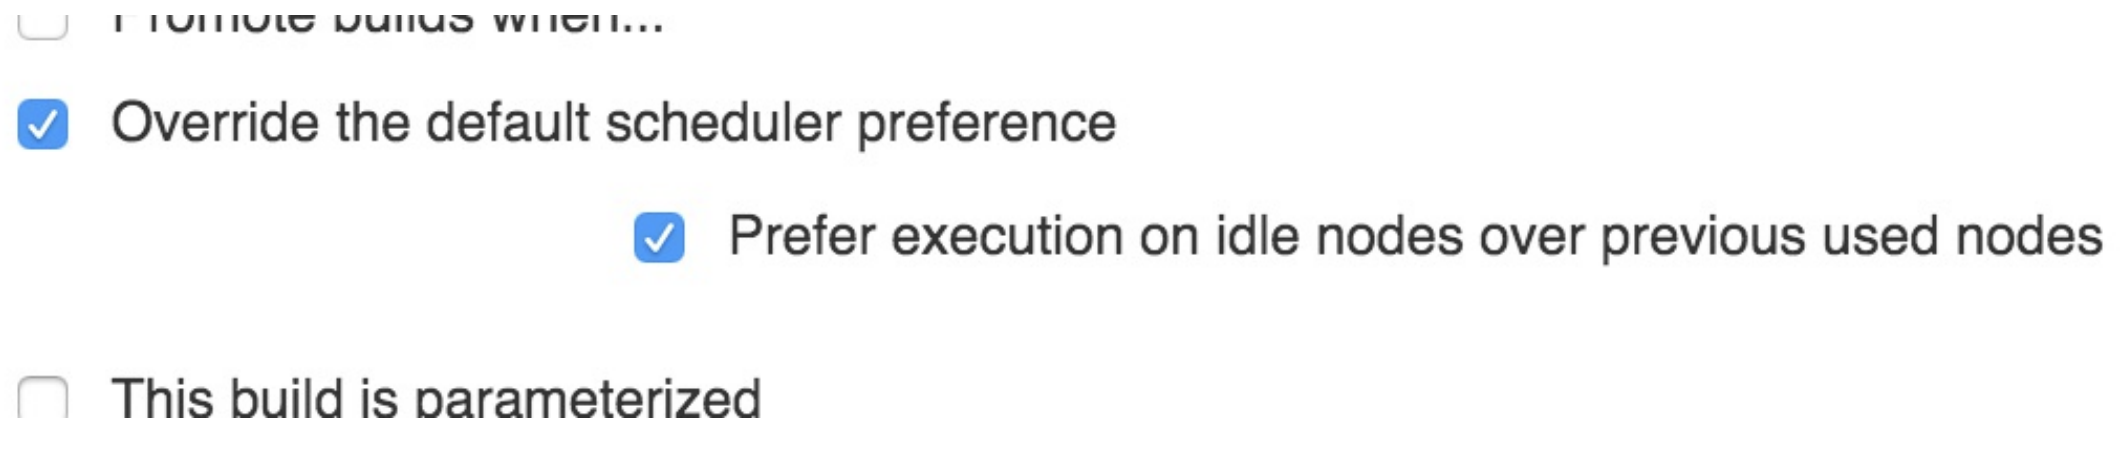 Promote builds when...
Override the default scheduler preference
Prefer execution on idle nodes over previous used nodes
This build is parameterized